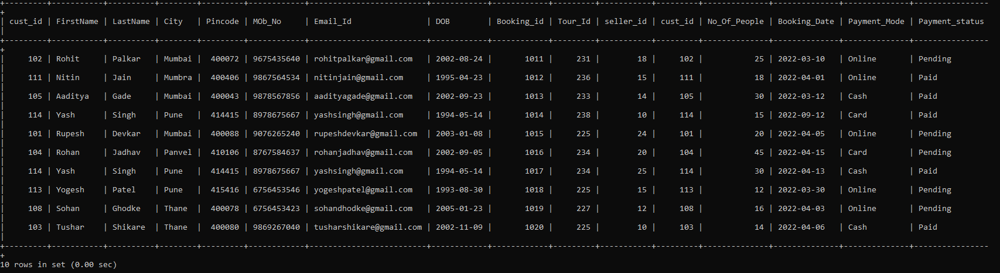 +---------+-----------+----------+--------+---------+------------+-----------------------+------------+------------+---------+-----------+---------+--------------+--------------+--------------+----------------
+
| cust_id | FirstName | LastName | City   | Pincode | MOb_No     | Email_Id              | DOB        | Booking_id | Tour_Id | seller_id | cust_id | No_Of_People | Booking_Date | Payment_Mode | Payment_status
|
+---------+-----------+----------+--------+---------+------------+-----------------------+------------+------------+---------+-----------+---------+--------------+--------------+--------------+----------------
+
|     102 | Rohit     | Palkar   | Mumbai |  400072 | 9675435640 | rohitpalkar@gmail.com   | 2002-08-24 |       1011 |     231 |        18 |     102 |           25 | 2022-03-10   | Online       | Pending
|
|     111 | Nitin     | Jain     | Mumbra |  400406 | 9867564534 | nitinjain@gmail.com     | 1995-04-23 |       1012 |     236 |        15 |     111 |           18 | 2022-04-01   | Online       | Paid
|
|     105 | Aaditya   | Gade     | Mumbai |  400043 | 9878567856 | aadityagade@gmail.com   | 2002-09-23 |       1013 |     233 |        14 |     105 |           30 | 2022-03-12   | Cash         | Paid
|
|     114 | Yash      | Singh    | Pune   |  414415 | 8978675667 | yashsingh@gmail.com     | 1994-05-14 |       1014 |     238 |        10 |     114 |           15 | 2022-09-12   | Card         | Paid
|
|     101 | Rupesh    | Devkar   | Mumbai |  400088 | 9076265240 | rupeshdevkar@gmail.com  | 2003-01-08 |       1015 |     225 |        24 |     101 |           20 | 2022-04-05   | Online       | Pending
|
|     104 | Rohan     | Jadhav   | Panvel |  410106 | 8767584637 | rohanjadhav@gmail.com   | 2002-09-05 |       1016 |     234 |        20 |     104 |           45 | 2022-04-15   | Card         | Pending
|
|     114 | Yash      | Singh    | Pune   |  414415 | 8978675667 | yashsingh@gmail.com     | 1994-05-14 |       1017 |     234 |        25 |     114 |           30 | 2022-04-13   | Cash         | Paid
|
|     113 | Yogesh    | Patel    | Pune   |  415416 | 6756453546 | yogeshpatel@gmail.com   | 1993-08-30 |       1018 |     225 |        15 |     113 |           12 | 2022-03-30   | Online       | Pending
|
|     108 | Sohan     | Ghodke   | Thane  |  400078 | 6756453423 | sohandhodke@gmail.com   | 2005-01-23 |       1019 |     227 |        12 |     108 |           16 | 2022-04-03   | Online       | Pending
|
|     103 | Tushar    | Shikare  | Thane  |  400080 | 9869267040 | tusharshikare@gmail.com | 2002-11-09 |       1020 |     225 |        10 |     103 |           14 | 2022-04-06   | Cash         | Paid
|
+---------+-----------+----------+--------+---------+------------+-----------------------+------------+------------+---------+-----------+---------+--------------+--------------+--------------+----------------
+
10 rows in set (0.00 sec)